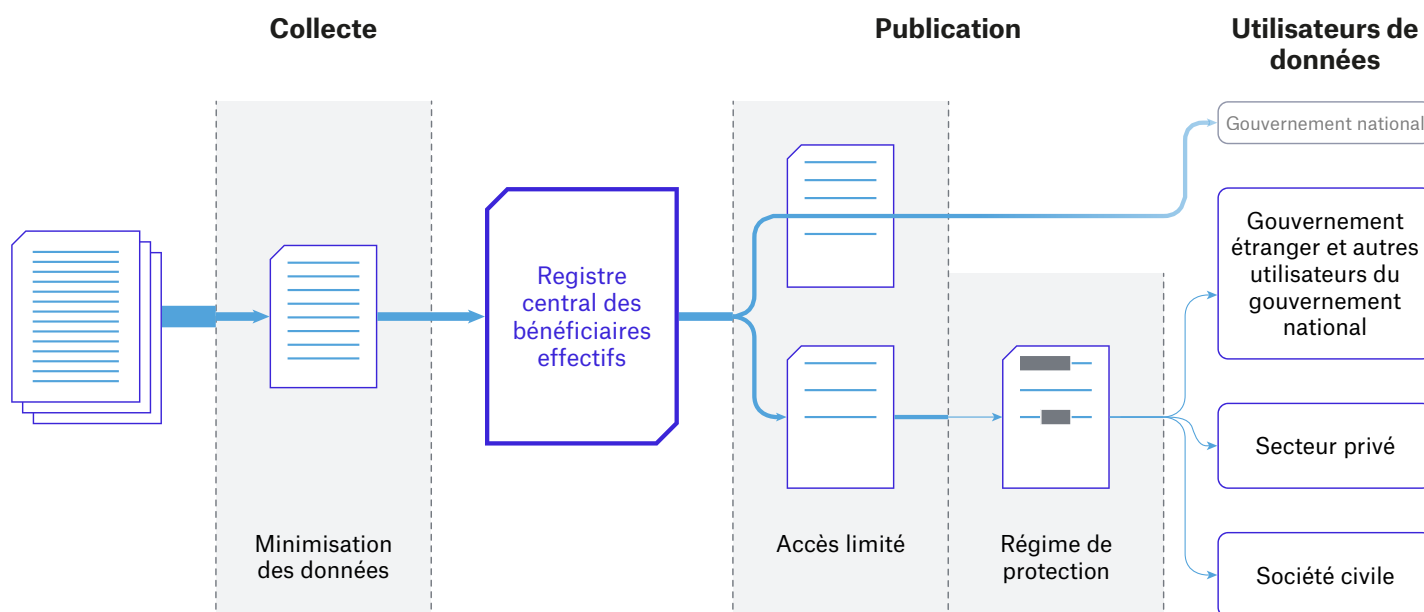 Collecte
Publication
Utilisateurs de
données
Gouvernement national
Gouvernement
étranger et autres
utilisateurs du
gouvernement
national
Registre
central des
bénéficiaires
effectifs
Secteur privé
Minimisation
des données
Accès limité
Régime de
protection
Société civile